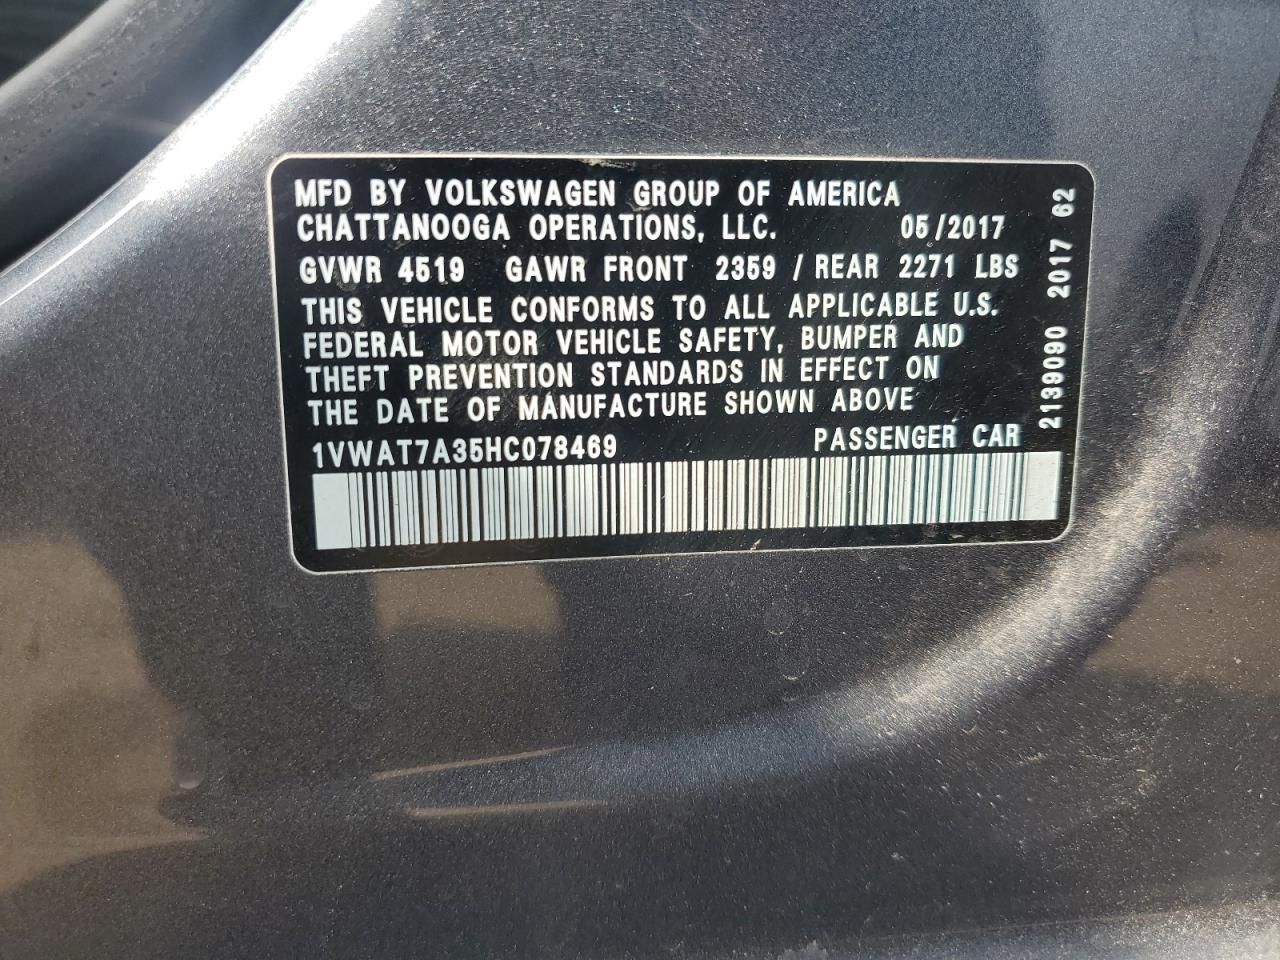 MFD BY VOLKSWAGEN GROUP OF AMERICA
CHATTANOOGA OPERATIONS, LLC. 05/2017
GVWR 4519 GAWR FRONT 2359 / REAR 2271 LBS
THIS VEHICLE CONFORMS TO ALL APPLICABLE U.S.
FEDERAL MOTOR VEHICLE SAFETY, BUMPER AND
THEFT PREVENTION STANDARDS IN EFFECT ON
THE DATE OF MANUFACTURE SHOWN ABOVE
1VWAT7A35HC078469 PASSENGER CAR
2139090 2017 62